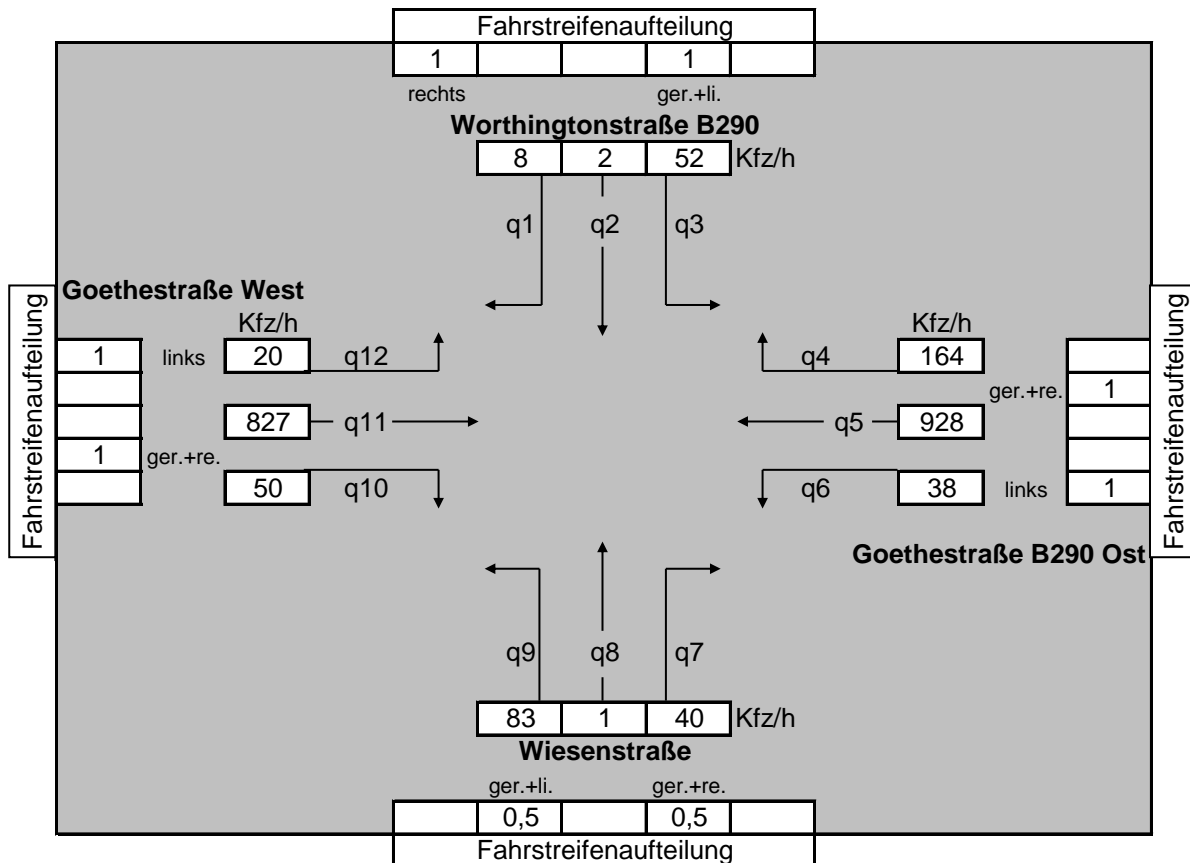 Fahrstreifenaufteilung
1 1
rechts ger.+li.
Worthingtonstraße B290
8 2 52 Kfz/h
q1 q2 q3
Goethestraße West
Fahrstreifenaufteilung
Kfz/h Kfz/h
1 links 20 q12 q4 164
ger.+re. 1
827 q11 q5 928
1 ger.+re.
50 q10 q6 38 links 1
Fahrstreifenaufteilung
Goethestraße B290 Ost
q9 q8 q7
83 1 40 Kfz/h
Wiesenstraße
ger.+li. ger.+re.
0,5 0,5
Fahrstreifenaufteilung